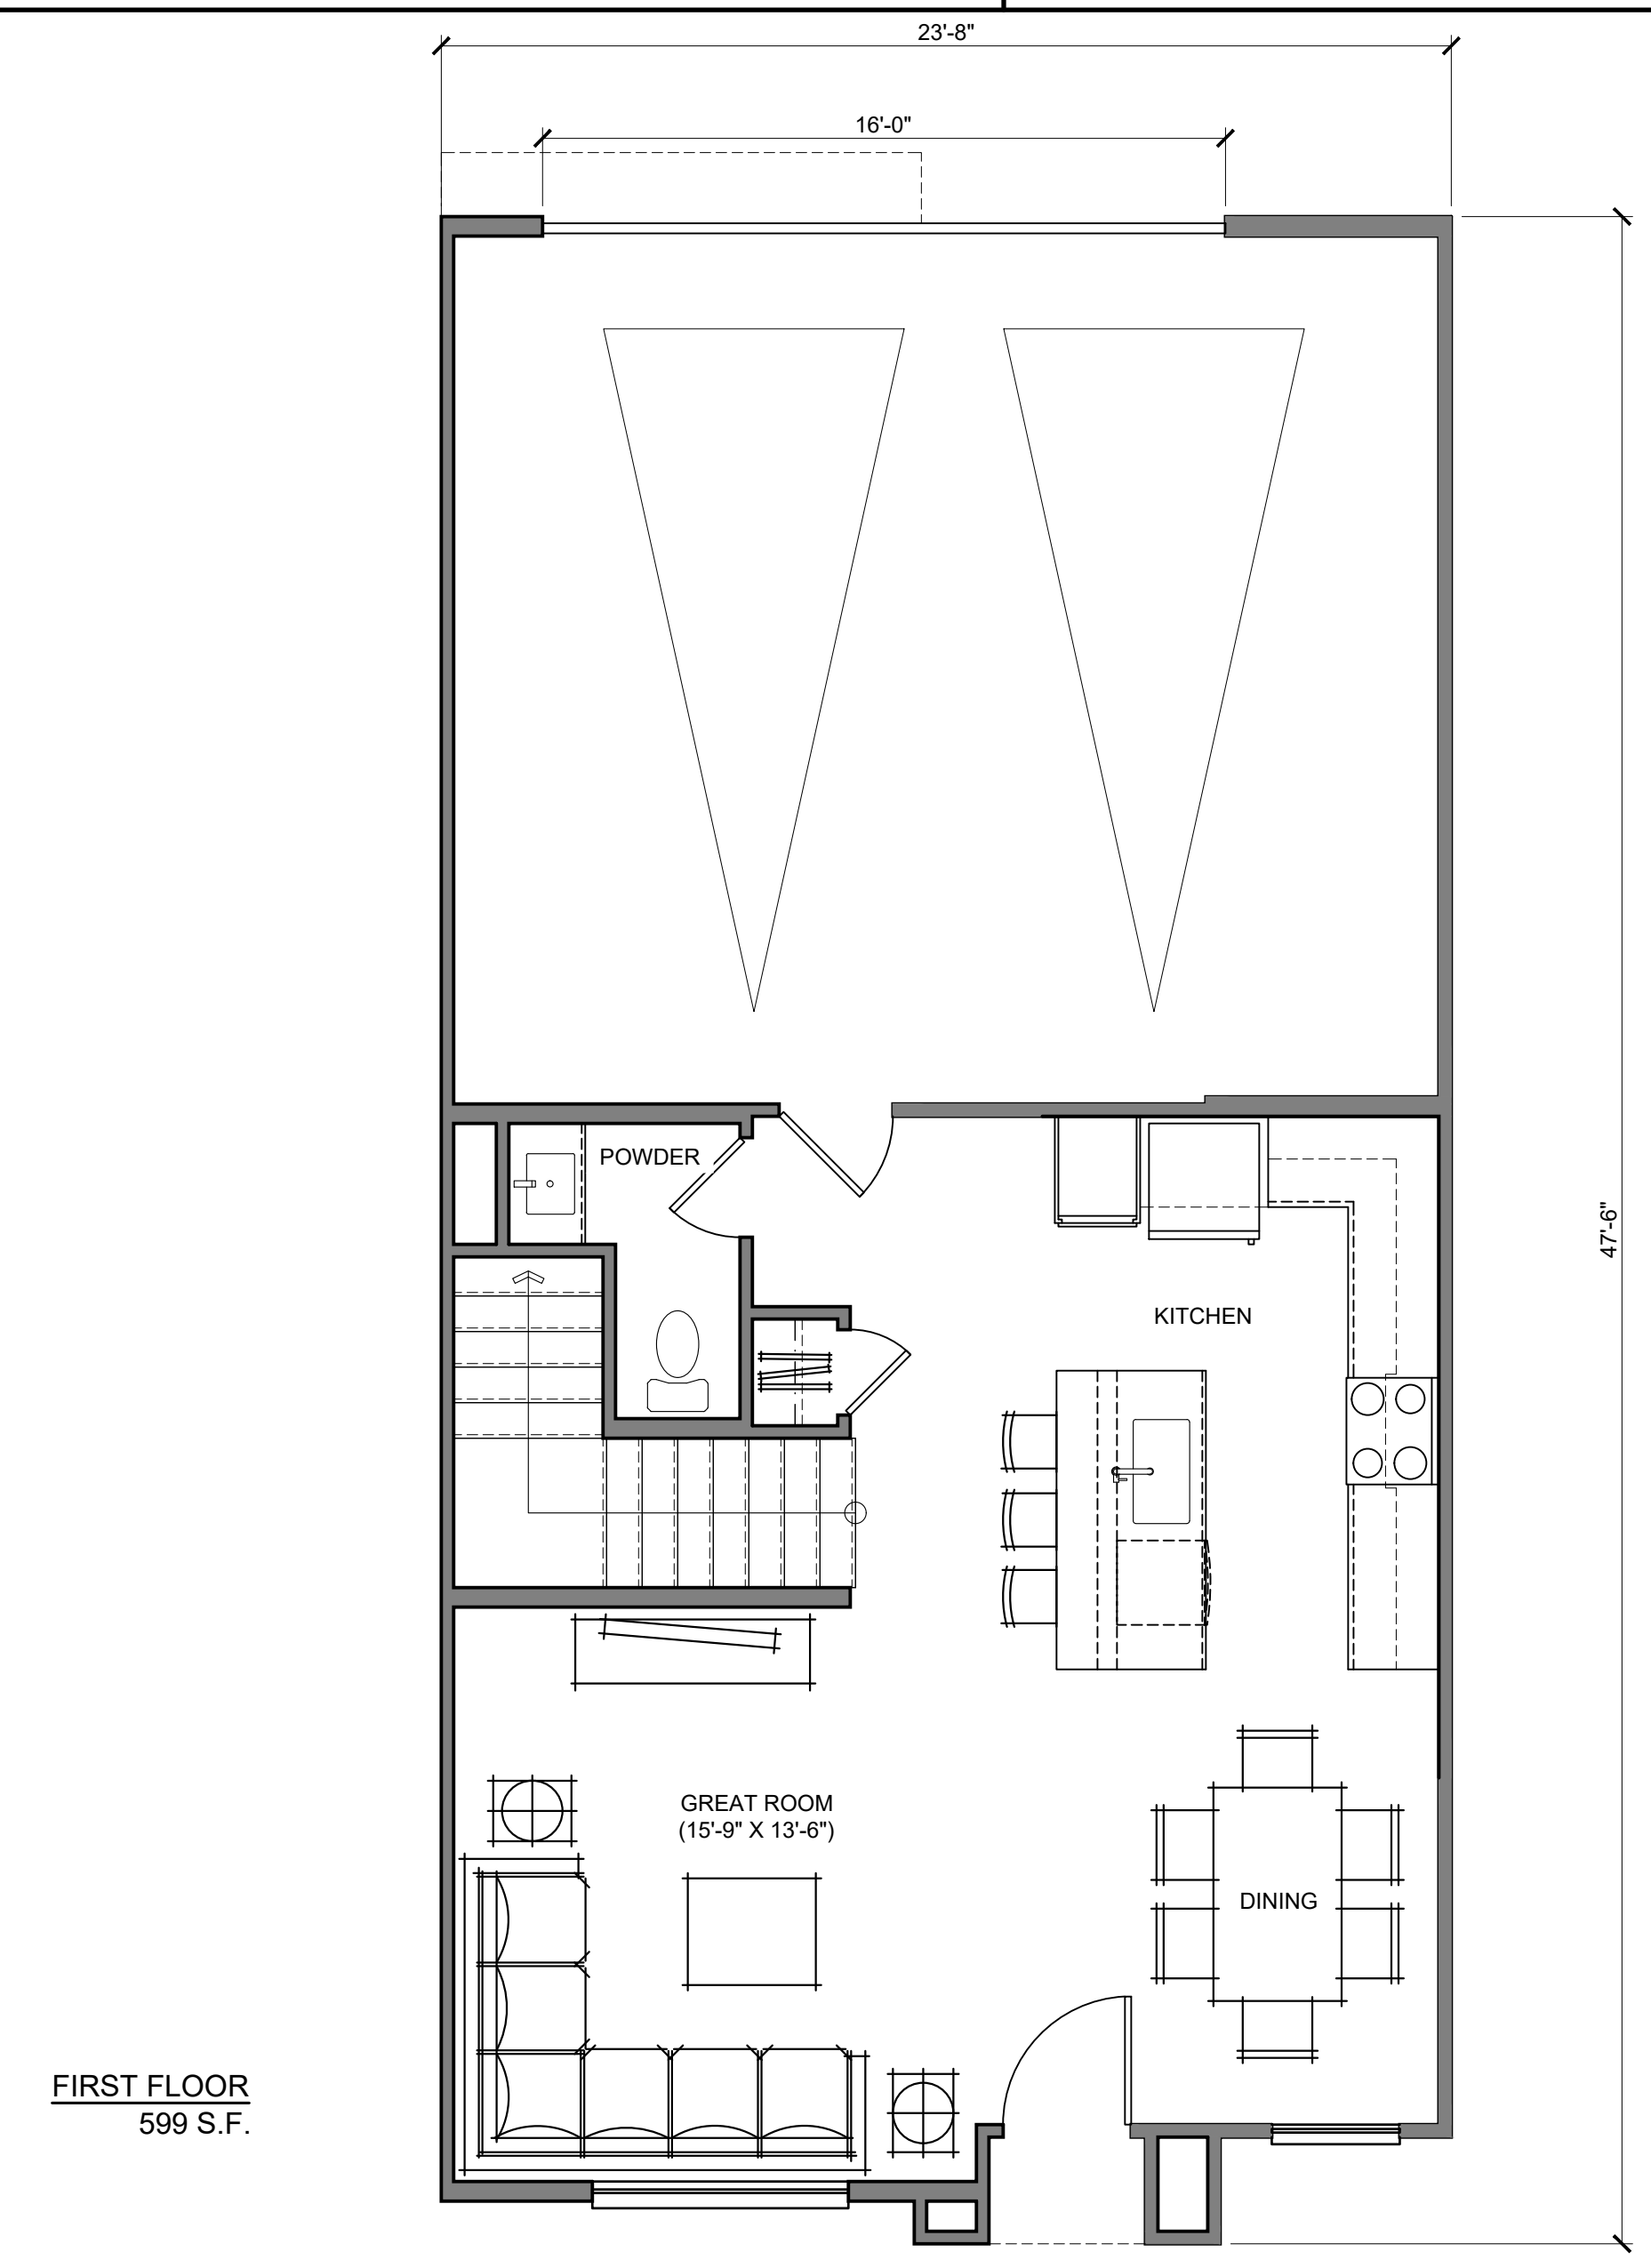 23'-8"
16'-0"
POWDER
47'-6"
KITCHEN
GREAT ROOM
(15'-9" X 13'-6")
DINING
FIRST FLOOR
599 S.F.